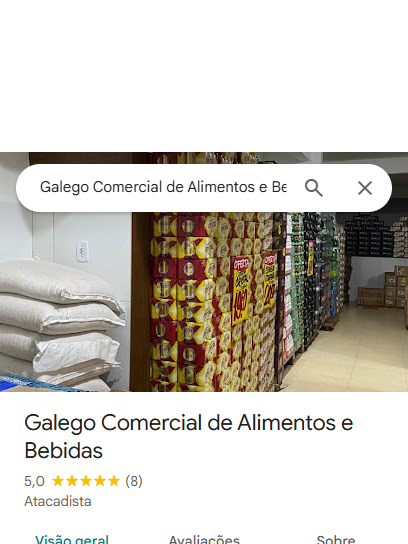 Galego Comercial de Alimentos e Be
OFERTA
OFERTA
Galego Comercial de Alimentos e
Bebidas
5,0 ★★★★★ (8)
Atacadista
Visão geral Avaliações Sobre